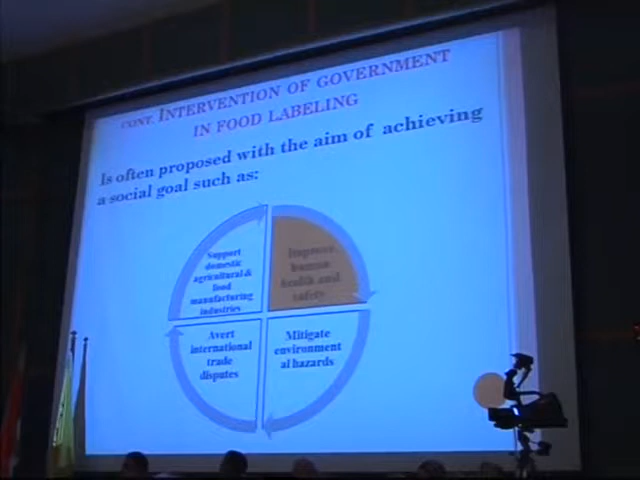 CONT. INTERVENTION OF GOVERNMENT
IN FOOD LABELING
Is often proposed with the aim of achieving
a social goal such as:
Support
domestic
agricultural &
food
manufacturing
industries
Improve
human
health and
safety
Avert
international
trade
disputes
Mitigate
environment
al hazards